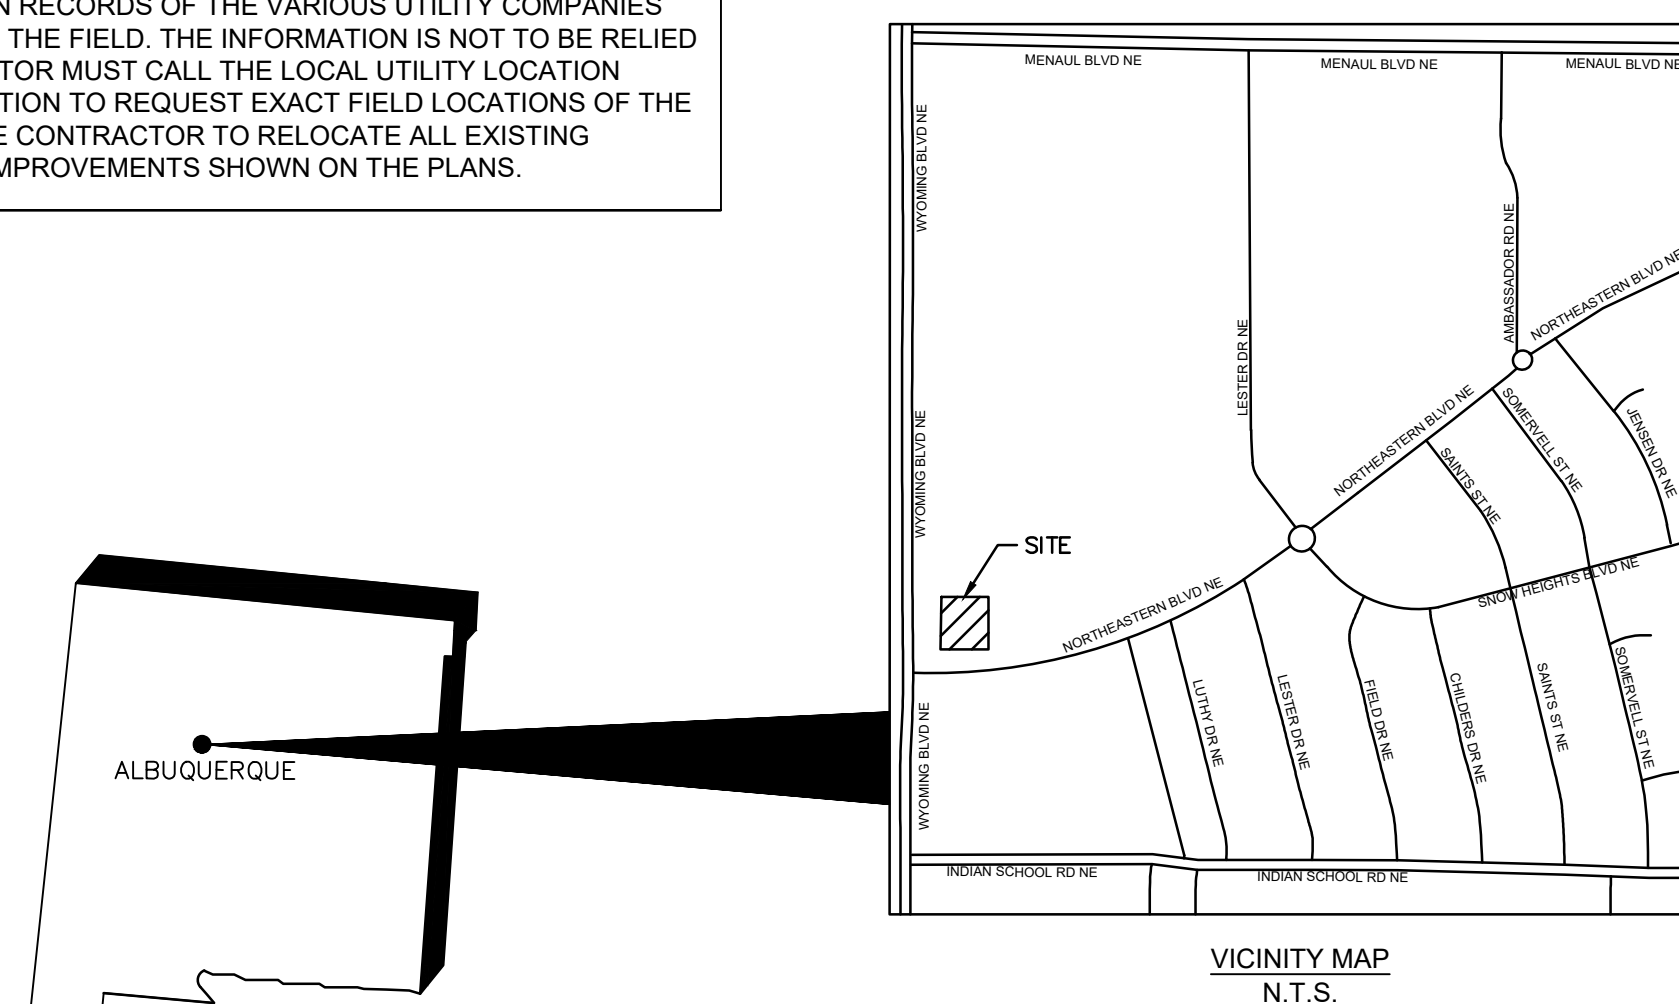 N RECORDS OF THE VARIOUS UTILITY COMPANIES
THE FIELD. THE INFORMATION IS NOT TO BE RELIED
TOR MUST CALL THE LOCAL UTILITY LOCATION
TION TO REQUEST EXACT FIELD LOCATIONS OF THE
E CONTRACTOR TO RELOCATE ALL EXISTING
MPROVEMENTS SHOWN ON THE PLANS.
MENAUL BLVD NE
MENAUL BLVD NE
MENAUL BLVD NE
WYOMING BLVD NE
AMBASSADOR RD NE
NORTHEASTERN BLVD NE
LESTER DR NE
WYOMING BLVD NE
NORTHEASTERN BLVD NE
SOMERVELL ST NE
JENSEN DR NE
SAINTS ST NE
SITE
NORTHEASTERN BLVD NE
SNOW HEIGHTS BLVD NE
WYOMING BLVD NE
LUTHY DR NE
LESTER DR NE
FIELD DR NE
CHILDERS DR NE
SAINTS ST NE
SOMERVELL ST NE
ALBUQUERQUE
INDIAN SCHOOL RD NE
INDIAN SCHOOL RD NE
VICINITY MAP
N.T.S.